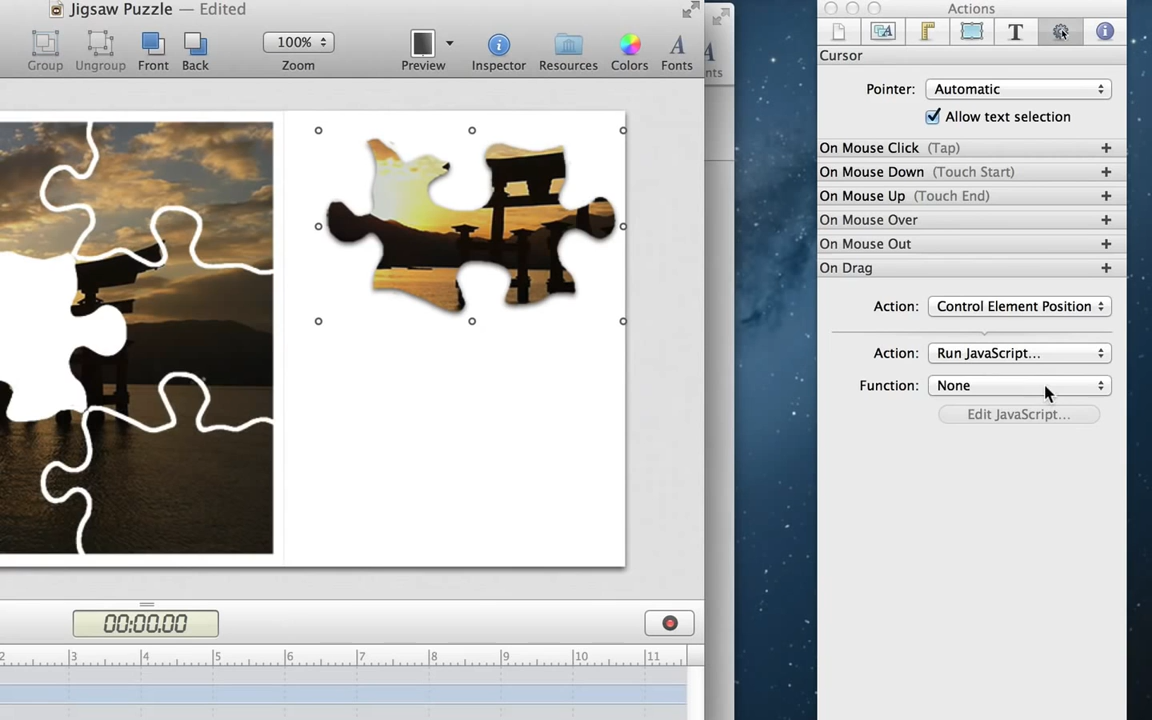 Jigsaw Puzzle — Edited
Group
Ungroup
Front
Back
100%
Zoom
Preview
Inspector
Resources
Colors
Fonts
nts
00:00.00
2 3 4 5 6 7 8 9 10 11
Actions
Cursor
Pointer: Automatic
Allow text selection
On Mouse Click (Tap) +
On Mouse Down (Touch Start) +
On Mouse Up (Touch End) +
On Mouse Over +
On Mouse Out +
On Drag +
Action: Control Element Position
Action: Run JavaScript...
Function: None
Edit JavaScript...